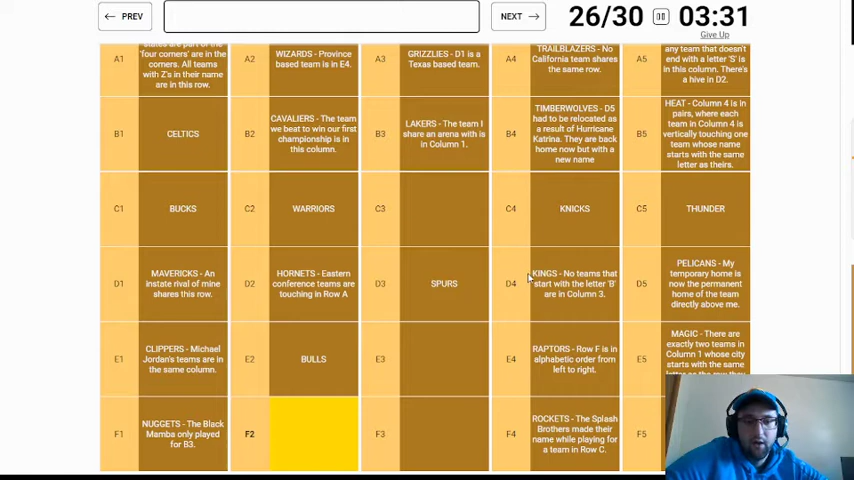 ← PREV
NEXT →
26/30
03:31
Give Up
A1
'four corners' are in the
corners. All teams
with Z's in their name
are in this row.
A2
WIZARDS - Province
based team is in E4.
A3
GRIZZLIES - D1 is a
Texas based team.
A4
TRAILBLAZERS - No
California team shares
the same row.
A5
any team that doesn't
end with a letter 'S' is
in this column. There's
a hive in D2.
B1
CELTICS
B2
CAVALIERS - The team
we beat to win our first
championship is in
this column.
B3
LAKERS - The team I
share an arena with is
in Column 1.
B4
TIMBERWOLVES - D5
had to be relocated as
a result of Hurricane
Katrina. They are back
home now but with a
new name
B5
HEAT - Column 4 is in
pairs, where each
team in Column 4 is
vertically touching one
team whose name
starts with the same
letter as theirs.
C1
BUCKS
C2
WARRIORS
C3
C4
KNICKS
C5
THUNDER
D1
MAVERICKS - An
instate rival of mine
shares this row.
D2
HORNETS - Eastern
conference teams are
touching in Row A
D3
SPURS
D4
KINGS - No teams that
start with the letter 'B'
are in Column 3.
D5
PELICANS - My
temporary home is
now the permanent
home of the team
directly above me.
E1
CLIPPERS - Michael
Jordan's teams are in
the same column.
E2
BULLS
E3
E4
RAPTORS - Row F is in
alphabetic order from
left to right.
E5
MAGIC - There are
exactly two teams in
Column 1 whose city
starts with the same
F1
NUGGETS - The Black
Mamba only played
for B3.
F2
F3
F4
ROCKETS - The Splash
Brothers made their
name while playing for
a team in Row C.
F5